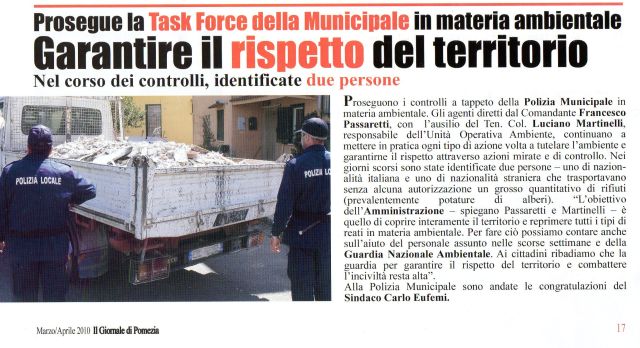 Prosegue la Task Force della Municipale in materia ambientale
Garantire il rispetto del territorio
Nel corso dei controlli, identificate due persone
POLIZIA LOCALE
POLIZIA LOCALE
Proseguono i controlli a tappeto della Polizia Municipale in
materia ambientale. Gli agenti diretti dal Comandante Francesco
Passaretti, con l'ausilio del Ten. Col. Luciano Martinelli,
responsabile dell'Unità Operativa Ambiente, continuano a
mettere in pratica ogni tipo di azione volta a tutelare l'ambiente e
garantirne il rispetto attraverso azioni mirate e di controllo. Nei
giorni scorsi sono state identificate due persone – uno di nazion-
alità italiana e uno di nazionalità straniera che trasportavano
senza alcuna autorizzazione un grosso quantitativo di rifiuti
(prevalentemente potature di alberi). "L'obiettivo
dell'Amministrazione – spiegano Passaretti e Martinelli – è
quello di coprire interamente il territorio e reprimere tutti i tipi di
reati in materia ambientale. Per fare ciò possiamo contare anche
sull'aiuto del personale assunto nelle scorse settimane e della
Guardia Nazionale Ambientale. Ai cittadini ribadiamo che la
guardia per garantire il rispetto del territorio e combattere
l'inciviltà resta alta".
Alla Polizia Municipale sono andate le congratulazioni del
Sindaco Carlo Eufemi.
Marzo/Aprile 2010 Il Giornale di Pomezia
17